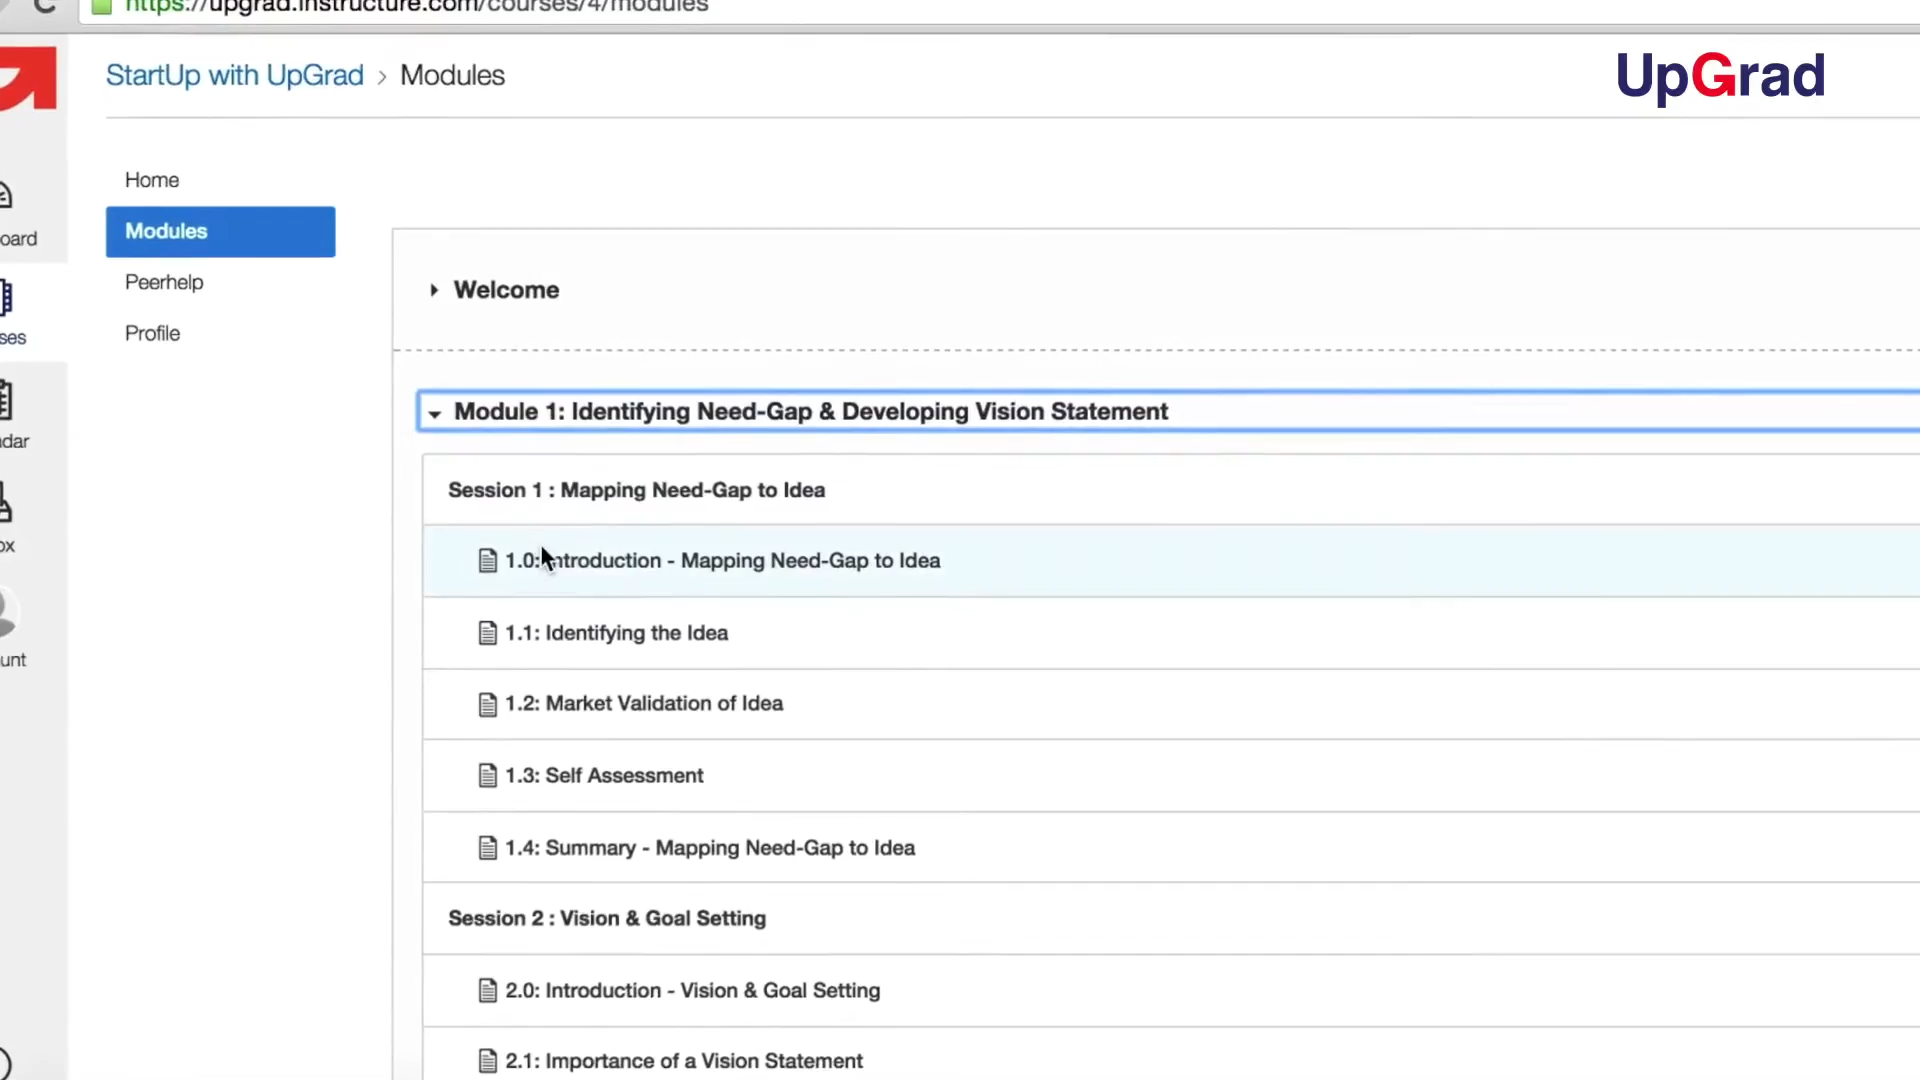 https://upgrad.instructure.com/courses/4/modules
StartUp with UpGrad > Modules
UpGrad
Home
Modules
Peerhelp
Profile
oard
ses
dar
ox
unt
Welcome
Module 1: Identifying Need-Gap & Developing Vision Statement
Session 1 : Mapping Need-Gap to Idea
1.0: Introduction - Mapping Need-Gap to Idea
1.1: Identifying the Idea
1.2: Market Validation of Idea
1.3: Self Assessment
1.4: Summary - Mapping Need-Gap to Idea
Session 2 : Vision & Goal Setting
2.0: Introduction - Vision & Goal Setting
2.1: Importance of a Vision Statement